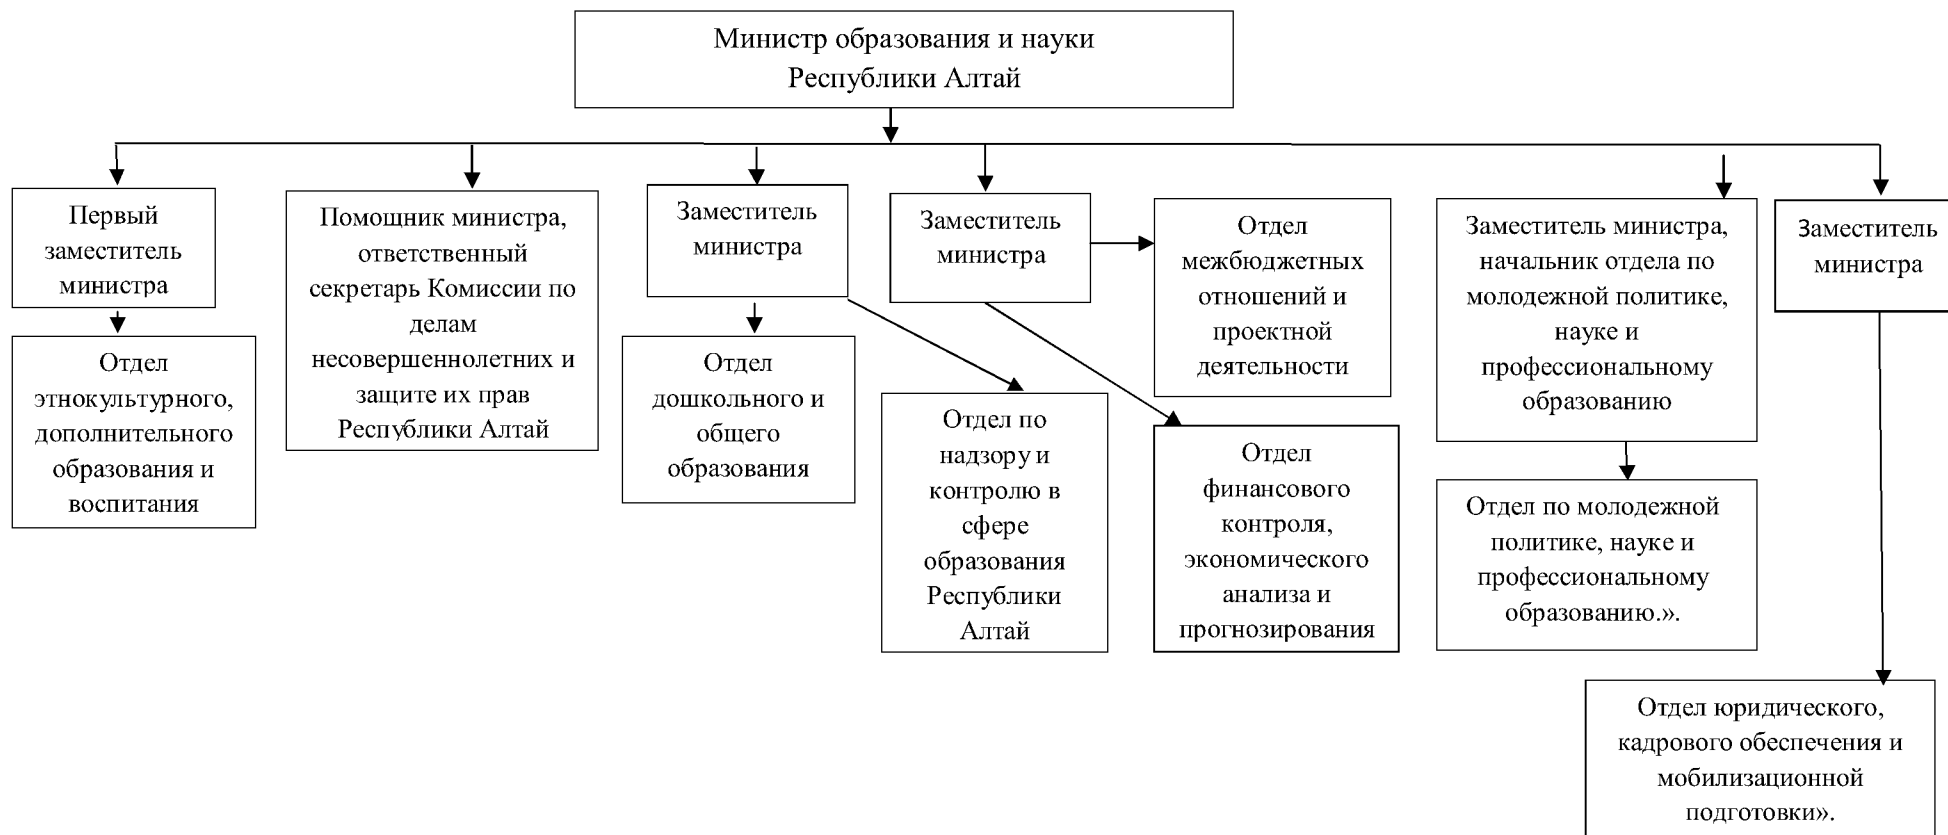 Министр образования и науки
Республики Алтай
Первый
заместитель
министра
Помощник министра,
ответственный
секретарь Комиссии по
делам
несовершеннолетних и
защите их прав
Республики Алтай
Заместитель
министра
Заместитель
министра
Отдел
межбюджетных
отношений и
проектной
деятельности
Заместитель министра,
начальник отдела по
молодежной политике,
науке и
профессиональному
образованию
Заместитель
министра
Отдел
этнокультурного,
дополнительного
образования и
воспитания
Отдел
дошкольного и
общего
образования
Отдел по
надзору и
контролю в
сфере
образования
Республики
Алтай
Отдел
финансового
контроля,
экономического
анализа и
прогнозирования
Отдел по молодежной
политике, науке и
профессиональному
образованию.».
Отдел юридического,
кадрового обеспечения и
мобилизационной
подготовки».